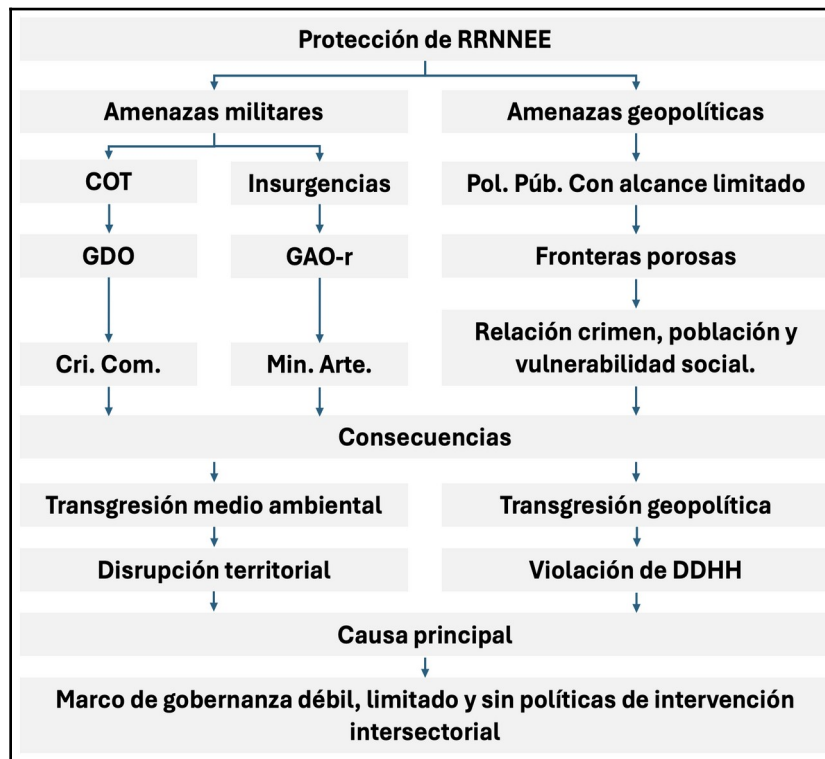 Protección de RRNNEE
Amenazas militares
Amenazas geopolíticas
COT
Insurgencias
Pol. Púb. Con alcance limitado
GDO
GAO-r
Fronteras porosas
Relación crimen, población y
vulnerabilidad social.
Cri. Com.
Min. Arte.
Consecuencias
Transgresión medio ambiental
Transgresión geopolítica
Disrupción territorial
Violación de DDHH
Causa principal
Marco de gobernanza débil, limitado y sin políticas de intervención
intersectorial